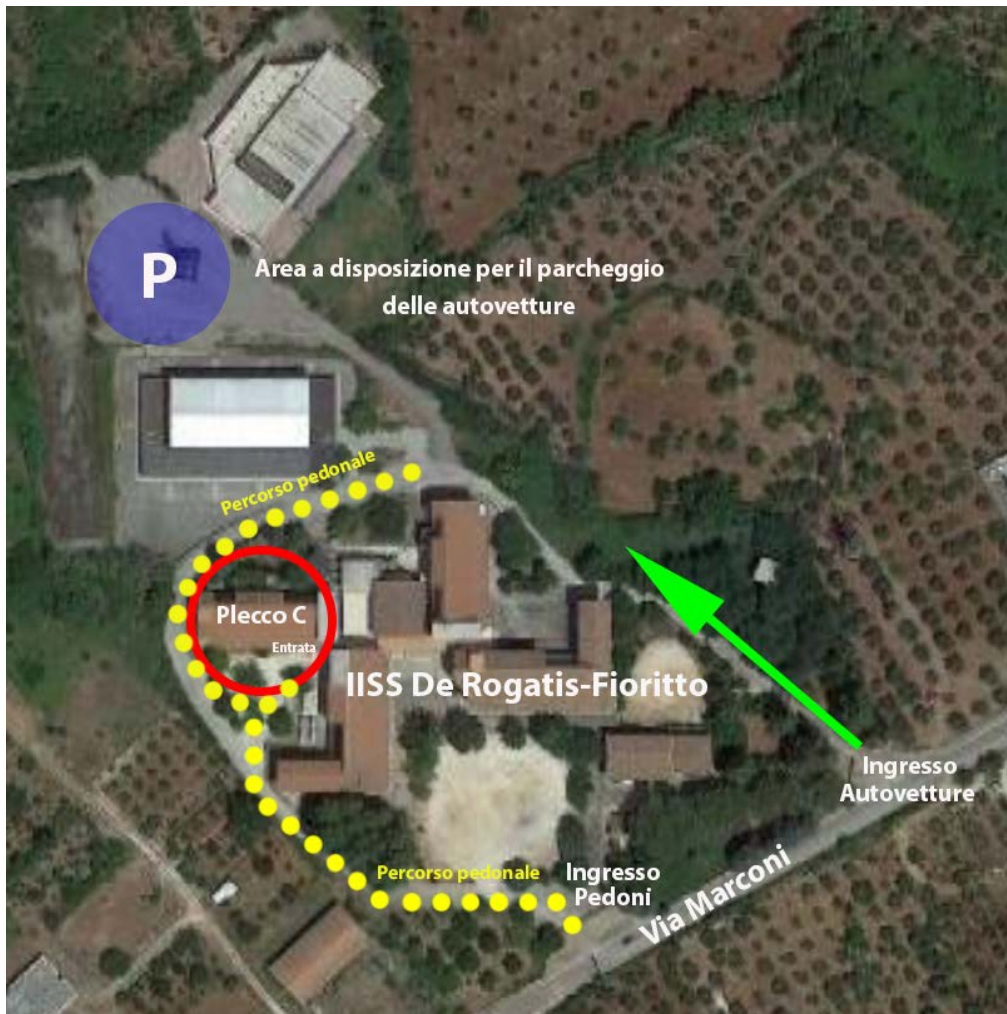 P
Area a disposizione per il parcheggio
delle autovetture
Percorso pedonale
Plecco C
Entrata
IISS De Rogatis-Fioritto
Ingresso
Autovetture
Percorso pedonale
Ingresso
Pedoni
Via Marconi